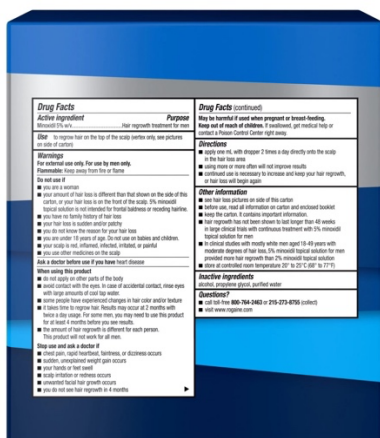 Drug Facts
Active ingredient Purpose
Minoxidil 5% w/v Hair regrowth treatment for men
Use to regrow hair on the top of the scalp (vertex only, see pictures
on side of carton)
Warnings
For external use only. For use by men only.
Flammable: Keep away from fire or flame
Do not use if
■ you are a woman
■ your amount of hair loss is different than that shown on the side of this
carton, or your hair loss is on the front of the scalp. 5% minoxidil
topical solution is not intended for frontal baldness or receding hairline.
■ you have no family history of hair loss
■ your hair loss is sudden and/or patchy
■ you do not know the reason for your hair loss
■ you are under 18 years of age. Do not use on babies and children.
■ your scalp is red, inflamed, infected, irritated, or painful
■ you use other medicines on the scalp
Ask a doctor before use if you have heart disease
When using this product
■ do not apply on other parts of the body
■ avoid contact with the eyes. In case of accidental contact, rinse eyes
with large amounts of cool tap water.
■ some people have experienced changes in hair color and/or texture
■ it takes time to regrow hair. Results may occur at 2 months with
twice a day usage. For some men, you may need to use this product
for at least 4 months before you see results.
■ the amount of hair regrowth is different for each person.
This product will not work for all men.
Stop use and ask a doctor if
■ chest pain, rapid heartbeat, faintness, or dizziness occurs
■ sudden, unexplained weight gain occurs
■ your hands or feet swell
■ scalp irritation or redness occurs
■ unwanted facial hair growth occurs
■ you do not see hair regrowth in 4 months
Drug Facts (continued)
May be harmful if used when pregnant or breast-feeding.
Keep out of reach of children. If swallowed, get medical help or
contact a Poison Control Center right away.
Directions
■ apply one mL with dropper 2 times a day directly onto the scalp
in the hair loss area
■ using more or more often will not improve results
■ continued use is necessary to increase and keep your hair regrowth,
or hair loss will begin again
Other information
■ see hair loss pictures on side of this carton
■ before use, read all information on carton and enclosed booklet
■ keep the carton. It contains important information.
■ hair regrowth has not been shown to last longer than 48 weeks
in large clinical trials with continuous treatment with 5% minoxidil
topical solution for men
■ In clinical studies with mostly white men aged 18-49 years with
moderate degrees of hair loss, 5% minoxidil topical solution for men
provided more hair regrowth than 2% minoxidil topical solution
■ store at controlled room temperature 20° to 25°C (68° to 77°F)
Inactive ingredients
alcohol, propylene glycol, purified water
Questions?
■ call toll-free 800-764-2463 or 215-273-8755 (collect)
■ visit www.rogaine.com